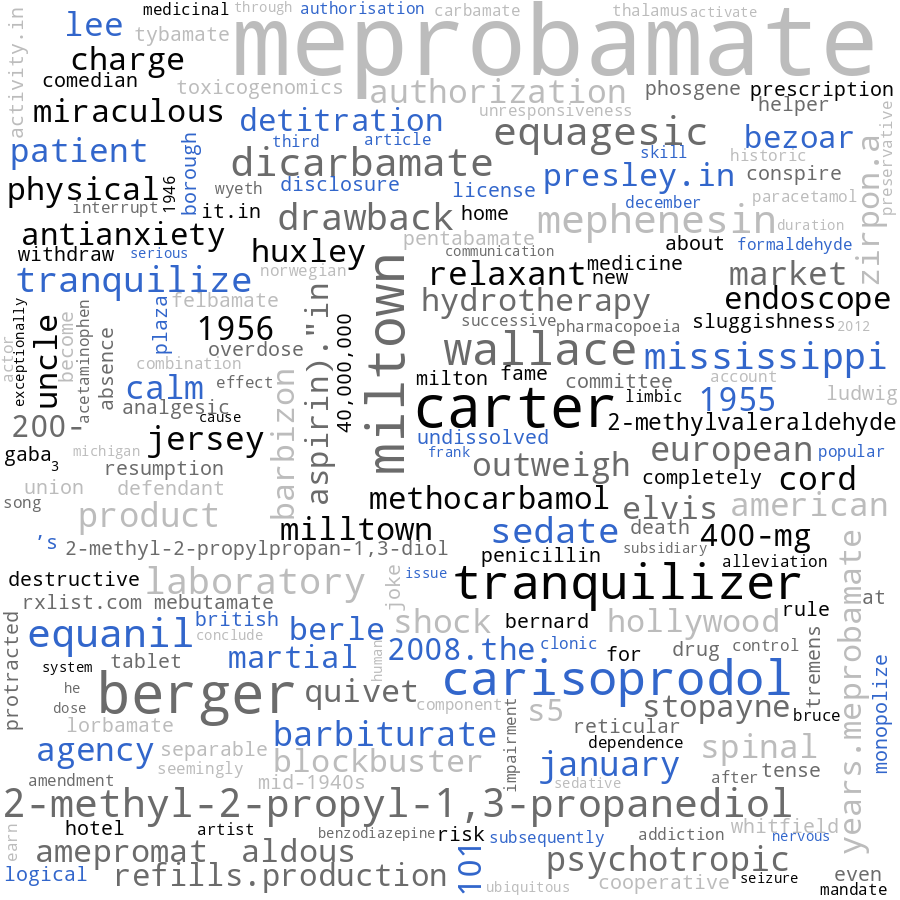 medicinal
through
authorisation
carbamate
thalamus
activate
meprobamate
lee
tybamate
activity.in
charge
comedian
toxicogenomics
authorization
phosgene
prescription
miraculous
detitration
unresponsiveness
helper
equagesic
bezoar
third
article
patient
borough
dicarbamate
skill
historic
preservative
zirpon.a
physical
1946
wyeth
disclosure
license
presley.in
conspire
paracetamol
interrupt
it.in
drawback
home
mephenesin
december
duration
antianxiety
pentabamate
about
formaldehyde
withdraw
serious
huxley
communication
medicine
norwegian
relaxant
new
market
tranquilize
miltown
felbamate
hydrotherapy
endoscope
exceptionally
uncle
become
acetaminophen
plaza
1956
aspirin)."in
40,000,000
successive
pharmacopoeia
sluggishness
2012
actor
absence
overdose
wallace
mississippi
combination
calm
effect
barbizon
milton
fame
committee
account
analgesic
cause
carter
limbic
1955
ludwig
200-
2-methylvaleraldehyde
jersey
undissolved
gaba
3
michigan
frank
european
popular
resumption
outweigh
completely
cord
union
defendant
song
methocarbamol
elvis
american
product
milltown
sedate
death
400-mg
's
2-methyl-2-propylpropan-1,3-diol
penicillin
subsidiary
alleviation
years.meprobamate
destructive
laboratory
joke
issue
tranquilizer
rxlist.com
mebutamate
rule
at
protracted
equanil
british
conclude
berle
shock
bernard
hollywood
martial
human
2008.the
clonic
for
drug
control
tremens
system
tablet
monopolize
he
dose
berger
quivet
carisoprodol
component
s5
stopayne
bruce
lorbamate
barbiturate
impairment
reticular
agency
separable
dependence
spinal
seemingly
blockbuster
january
amendment
mid-1940s
sedative
after
tense
2-methyl-2-propyl-1,3-propanediol
earn
hotel
artist
benzodiazepine
risk
subsequently
addiction
whitfield
nervous
amepromat
aldous
101
psychotropic
logical
refills.production
ubiquitous
cooperative
seizure
even
mandate